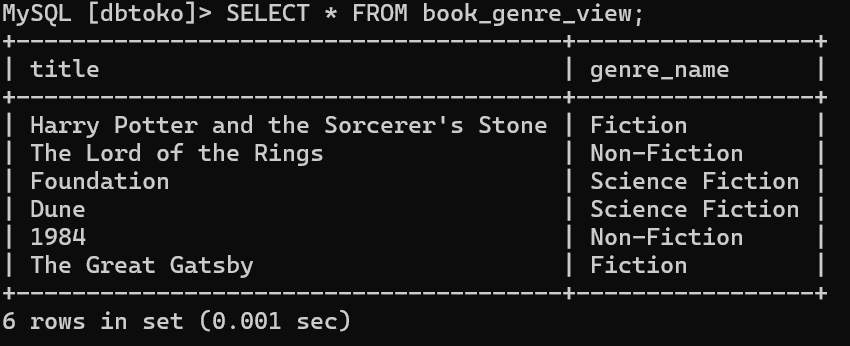 MySQL [dbtoko]> SELECT * FROM book_genre_view;
+---------------------------------------+-----------------+
| title                                 | genre_name      |
+---------------------------------------+-----------------+
| Harry Potter and the Sorcerer's Stone | Fiction         |
| The Lord of the Rings                 | Non-Fiction     |
| Foundation                            | Science Fiction |
| Dune                                  | Science Fiction |
| 1984                                  | Non-Fiction     |
| The Great Gatsby                      | Fiction         |
+---------------------------------------+-----------------+
6 rows in set (0.001 sec)